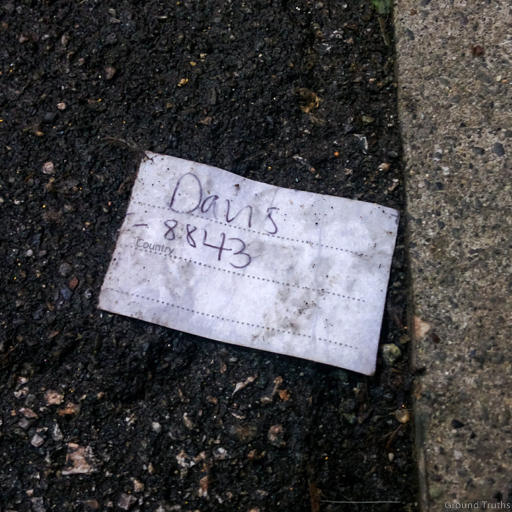 Davis
- 8843
Country
Ground Truths